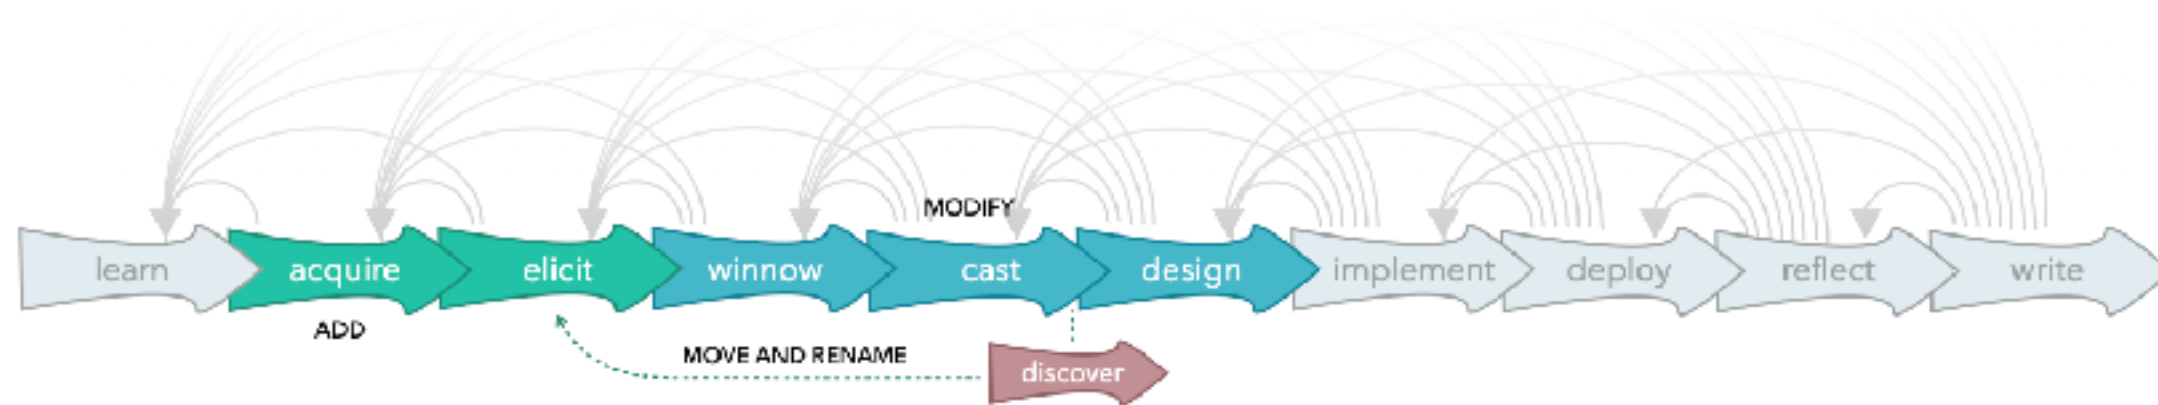 MODIFY
learn
acquire
elicit
winnow
cast
design
implement
deploy
reflect
write
ADD
MOVE AND RENAME
discover